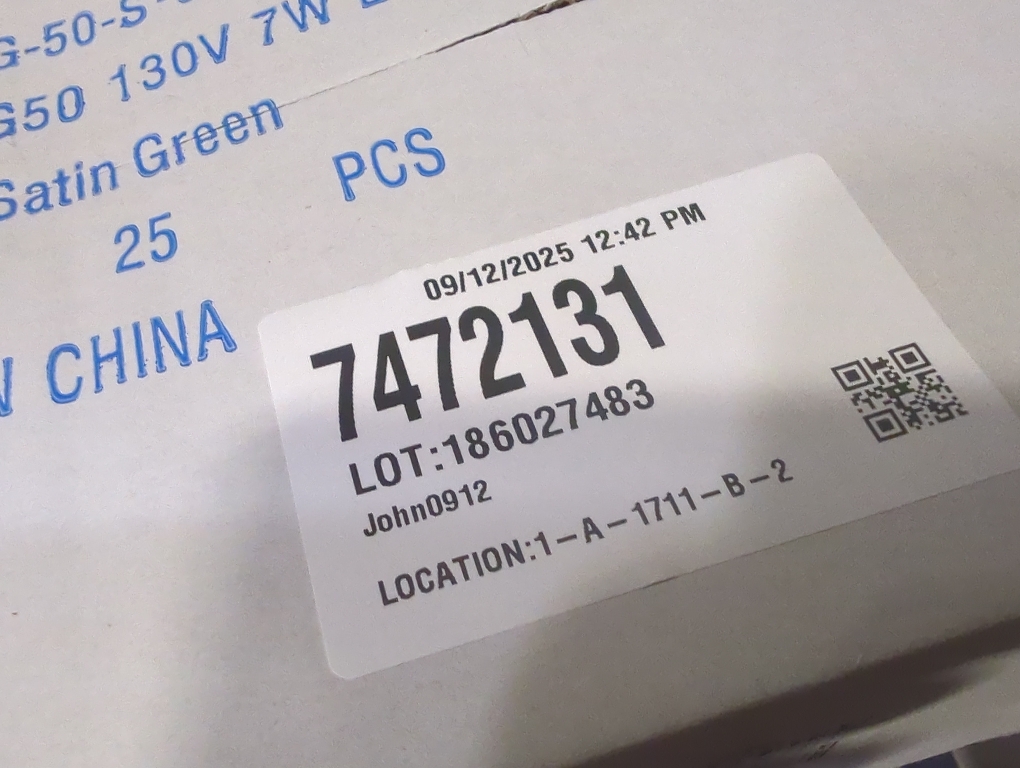 G-50-S
G50 130V 7W
Satin Green
25 PCS
CHINA
09/12/2025 12:42 PM
7472131
LOT:186027483
John0912
LOCATION:1-A-1711-B-2